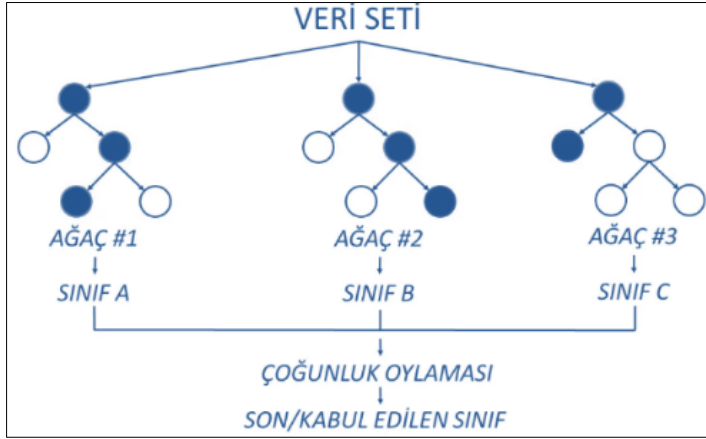 VERİ SETİ
AĞAÇ #1 AĞAÇ #2 AĞAÇ #3
SINIF A SINIF B SINIF C
ÇOĞUNLUK OYLAMASI
SON/KABUL EDİLEN SINIF